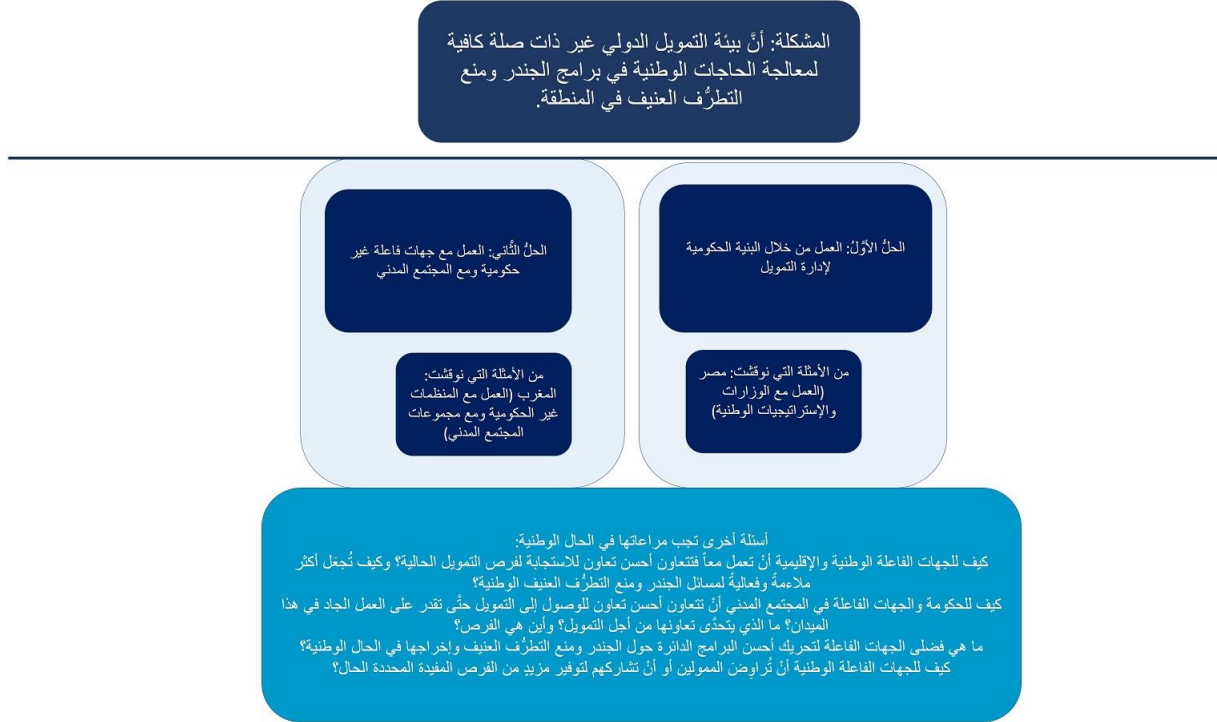 المشكلة: أنَّ بيئة التمويل الدولي غير ذات صلة كافية
لمعالجة الحاجات الوطنية في برامج الجندر ومنع
التطرُّف العنيف في المنطقة.
الحلُّ الأوَّلُ: العمل من خلال البنية الحكومية
لإدارة التمويل
من الأمثلة التي نوقشت: مصر
(العمل مع الوزارات
والإستراتيجيات الوطنية)
الحلُّ الثَّاني: العمل مع جهات فاعلة غير
حكومية ومع المجتمع المدني
من الأمثلة التي نوقشت:
المغرب (العمل مع المنظمات
غير الحكومية ومع مجموعات
المجتمع المدني)
أسئلة أخرى تجب مراعاتها في الحال الوطنية:
كيف للجهات الفاعلة الوطنية والإقليمية أنْ تعمل معاً فتتعاون أحسن تعاون للاستجابة لفرص التمويل الحالية؟ وكيف تُجعَل أكثر
ملاءمةً وفعاليةً لمسائل الجندر ومنع التطرُّف العنيف الوطنية؟
كيف للحكومة والجهات الفاعلة في المجتمع المدني أنْ تتعاون أحسن تعاون للوصول إلى التمويل حتَّى تقدر على العمل الجاد في هذا
الميدان؟ ما الذي يتحدَّى تعاونها من أجل التمويل؟ وأين هي الفرص؟
ما هي فضلى الجهات الفاعلة لتحريك أحسن البرامج الدائرة حول الجندر ومنع التطرُّف العنيف وإخراجها في الحال الوطنية؟
كيف للجهات الفاعلة الوطنية أنْ تُراوِضَ الممولين أو أنْ تشاركهم لتوفير مزيدٍ من الفرص المفيدة المحددة الحال؟